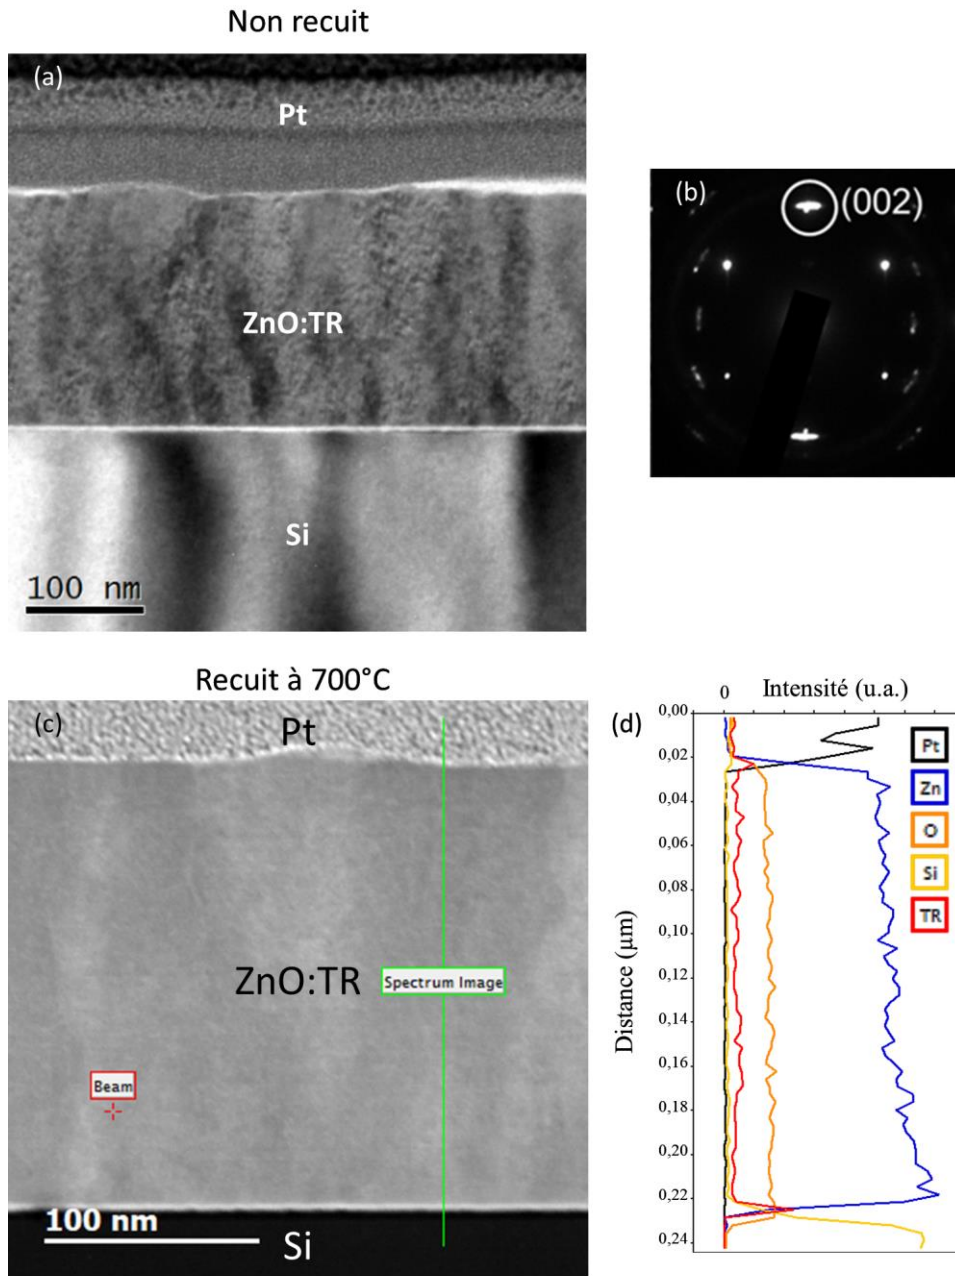 Non recuit
(a)
Pt
ZnO:TR
Si
100 nm
(b)
(002)
Recuit à 700°C
(c)
Pt
ZnO:TR
Spectrum Image
Beam
100 nm
Si
(d)
0
Intensité (u.a.)
0,00
0,02
0,04
0,06
0,08
0,10
0,12
0,14
0,16
0,18
0,20
0,22
0,24
Distance (μm)
Pt
Zn
O
Si
TR